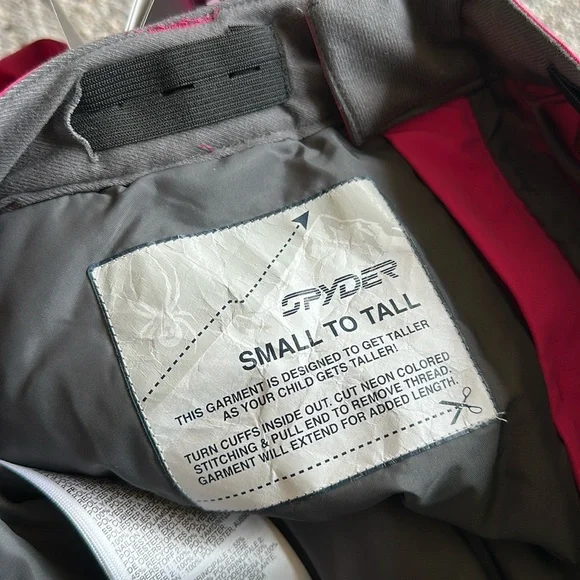 SPYDER
SMALL TO TALL
THIS GARMENT IS DESIGNED TO GET TALLER
AS YOUR CHILD GETS TALLER!
TURN CUFFS INSIDE OUT. CUT NEON COLORED
STITCHING & PULL END TO REMOVE THREAD.
GARMENT WILL EXTEND FOR ADDED LENGTH.